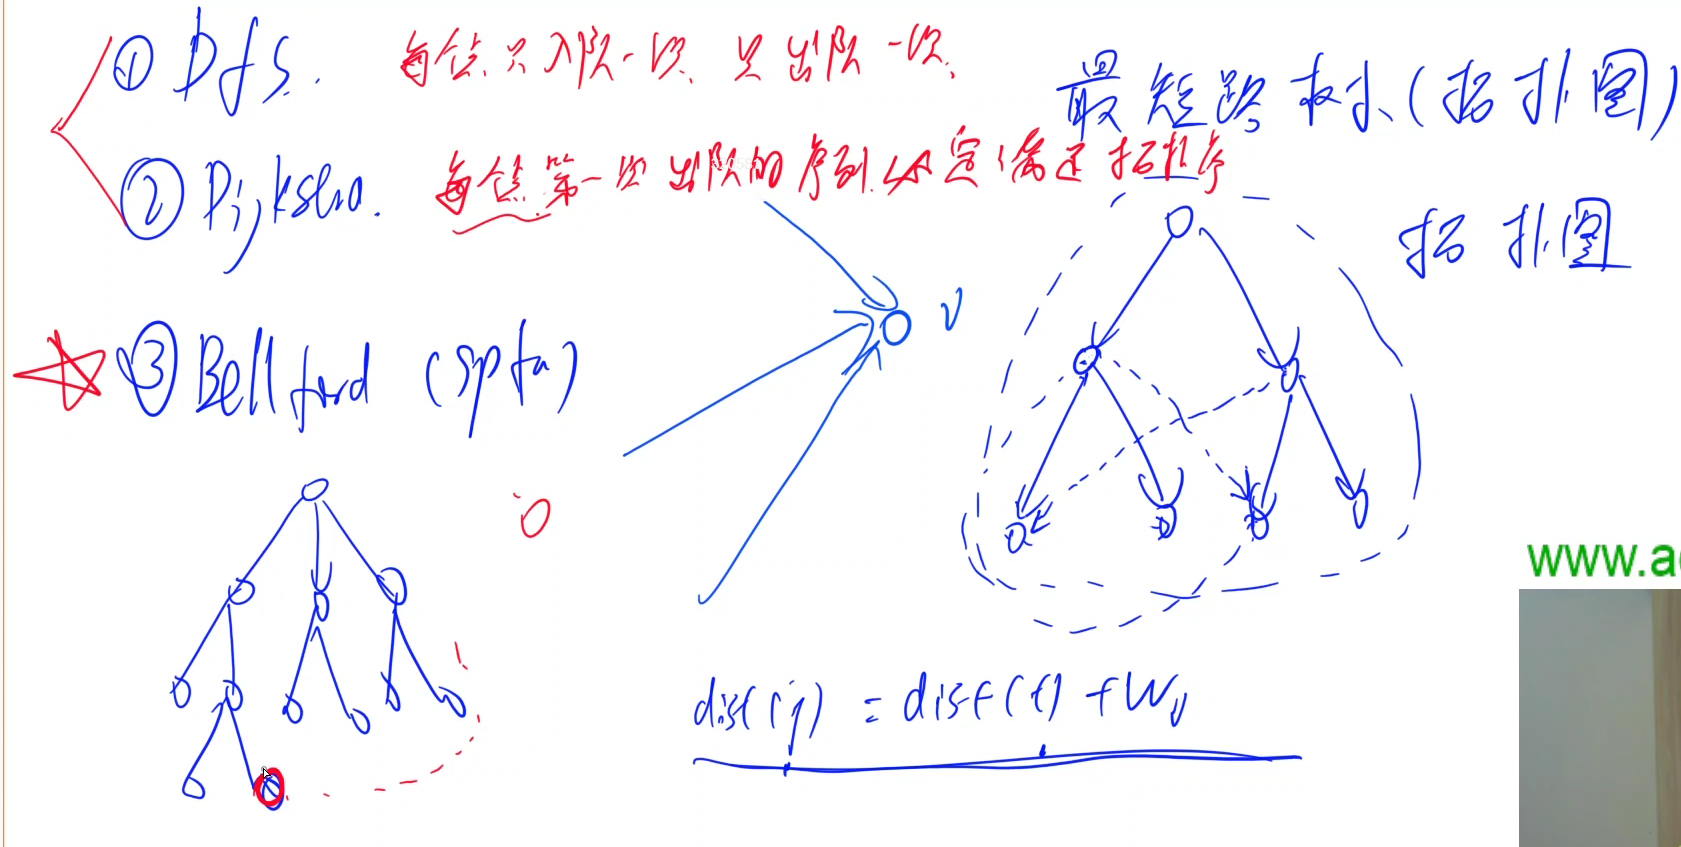 ① Bfs. 每个点只入队一次, 只出队一次,
② Dijkstra. 每个点第一次出队的序列, 一定满足拓扑序
☆ ③ Bellford (spfa)
最短路树 (拓扑图)
拓扑图
v
dist(j) = dist(t) + w
www.a